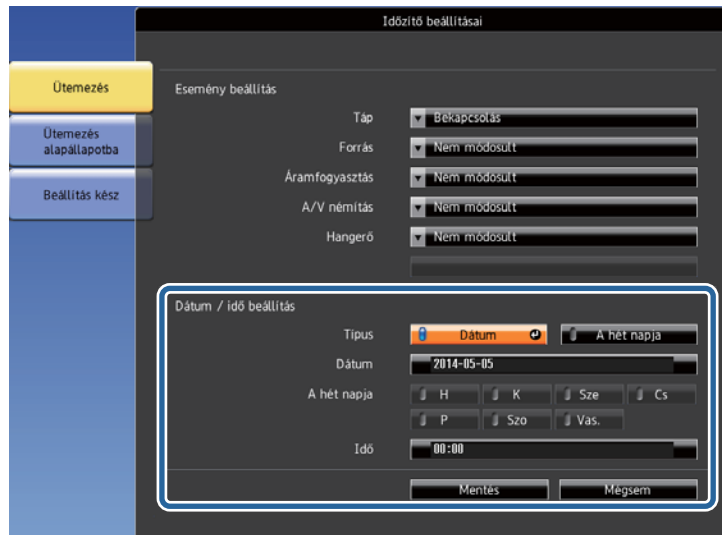 Időzítő beállításai
Ütemezés
Ütemezés
alapállapotba
Beállítás kész
Esemény beállítás
Táp Bekapcsolás
Forrás Nem módosult
Áramfogyasztás Nem módosult
A/V némítás Nem módosult
Hangerő Nem módosult
Dátum / idő beállítás
Típus Dátum A hét napja
Dátum 2014-05-05
A hét napja H K Sze Cs
P Szo Vas.
Idő 00:00
Mentés Mégsem